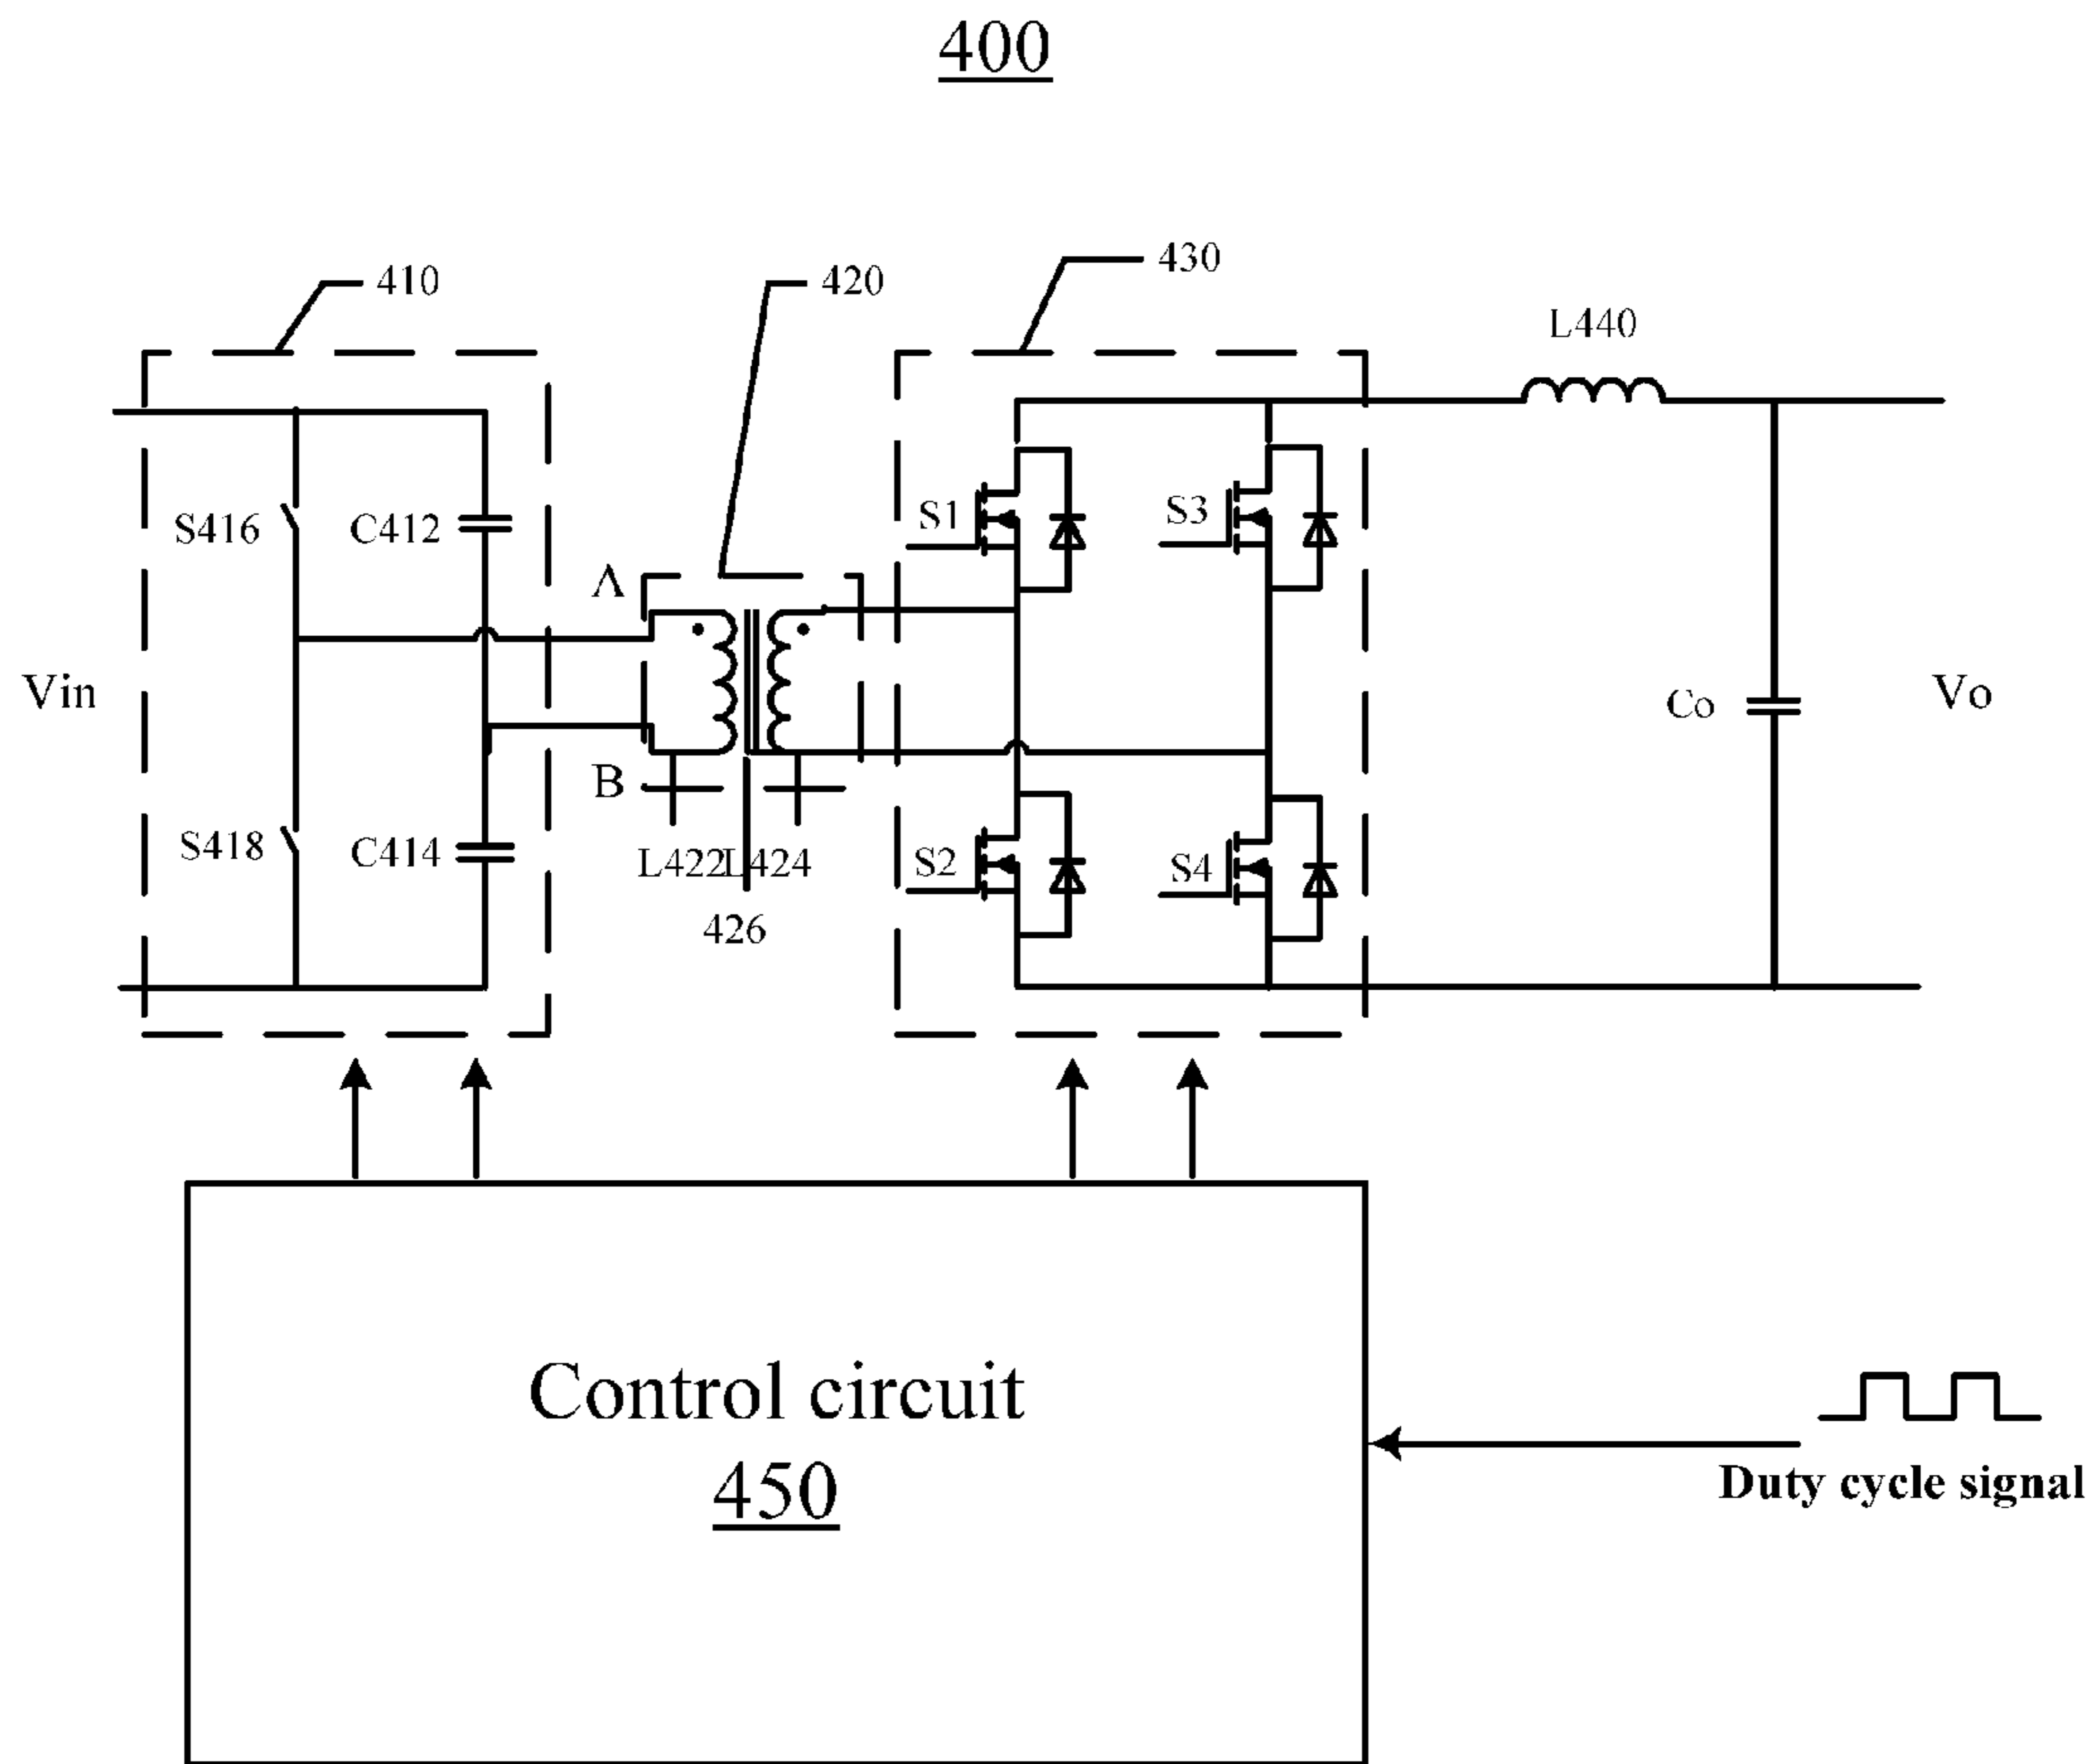 400
410
420
430
L440
S416
C412
S1
S3
A
Vin
Co
Vo
B
S418
C414
L422
L424
S2
S4
426
Control circuit
450
Duty cycle signal